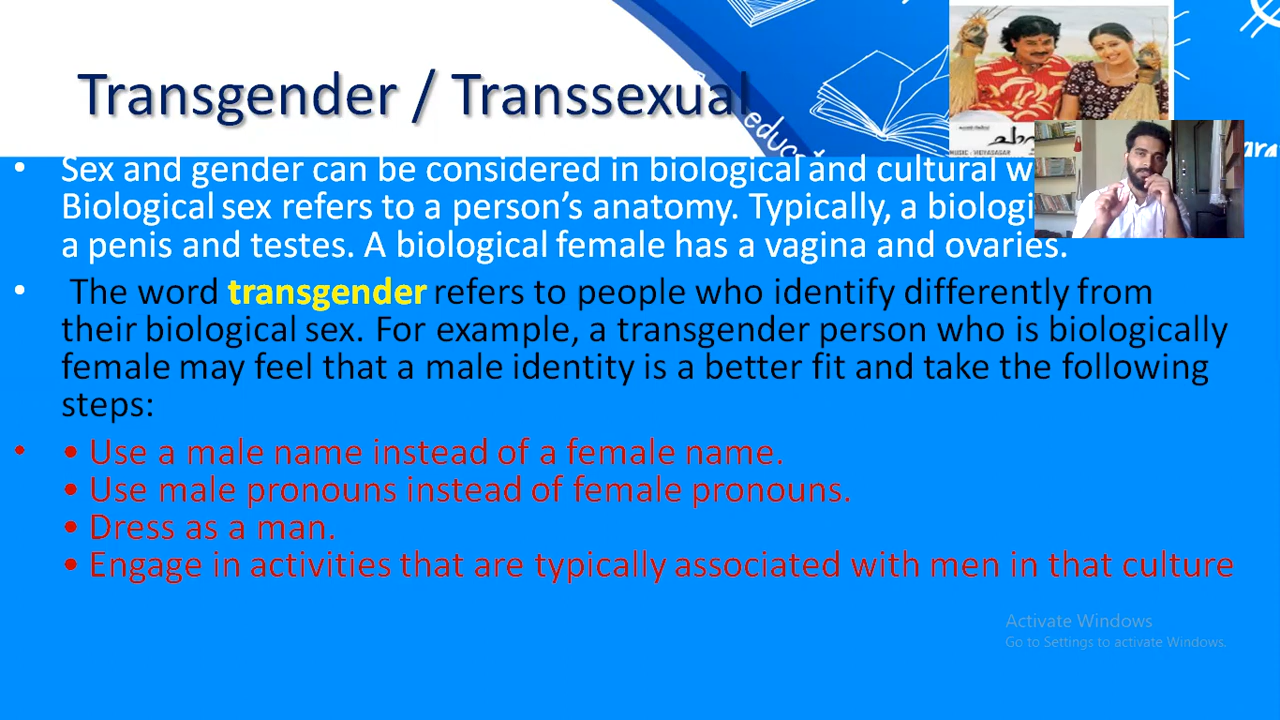 Transgender / Transsexual
educ
MUSIC - VIDYASAGAR
• Sex and gender can be considered in biological and cultural w
Biological sex refers to a person’s anatomy. Typically, a biologi
a penis and testes. A biological female has a vagina and ovaries.
• The word transgender refers to people who identify differently from
their biological sex. For example, a transgender person who is biologically
female may feel that a male identity is a better fit and take the following
steps:
• • Use a male name instead of a female name.
• Use male pronouns instead of female pronouns.
• Dress as a man.
• Engage in activities that are typically associated with men in that culture
Activate Windows
Go to Settings to activate Windows.